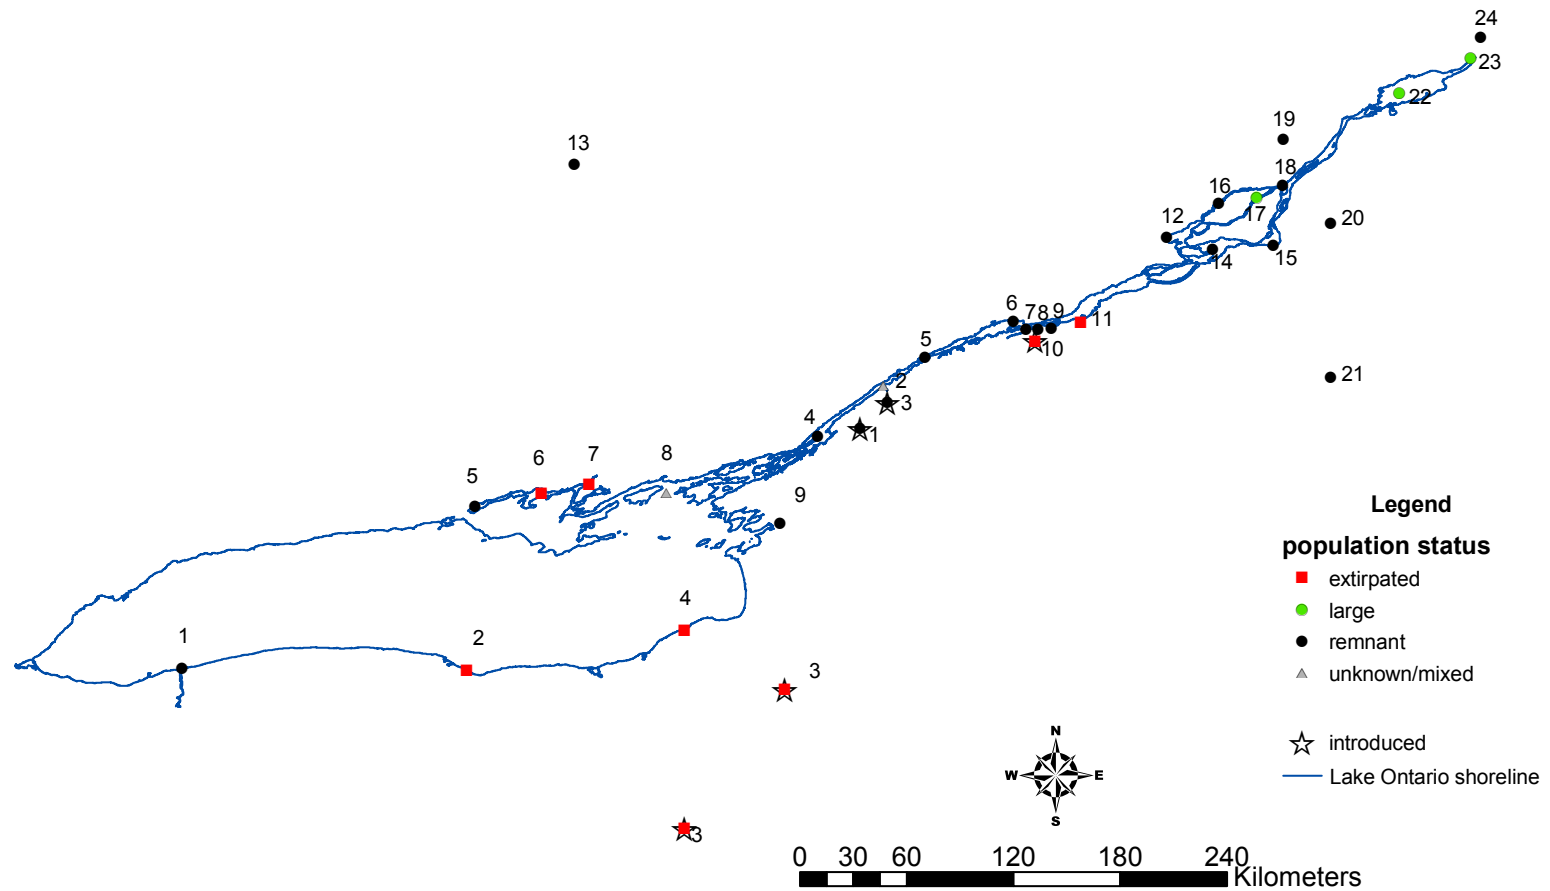 24
23
22
19
13
18
16
17
12
20
14
15
6
7
8
9
11
10
5
21
2
3
4
1
7
8
6
5
9
Legend
population status
extirpated
4
large
1
2
remnant
3
unknown/mixed
N
introduced
W
E
Lake Ontario shoreline
S
3
0 30 60 120 180 240
Kilometers